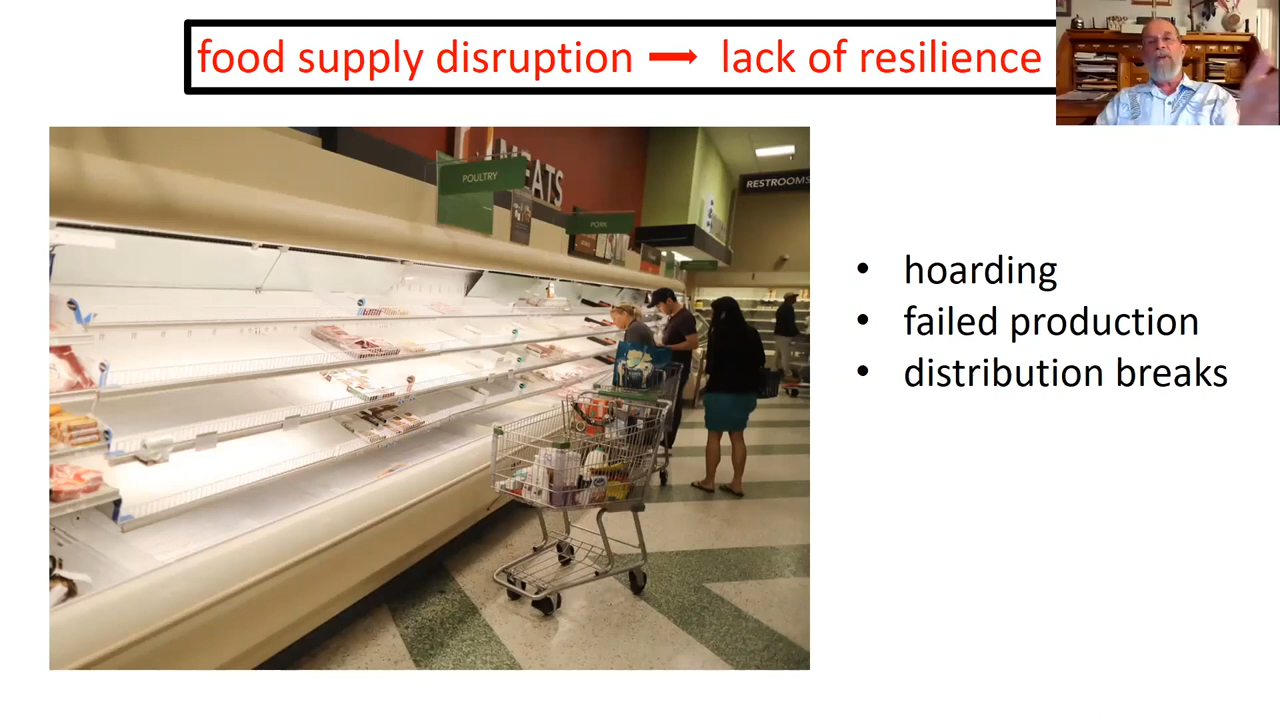 food supply disruption → lack of resilience
MEATS
POULTRY
PORK
RESTROOMS
• hoarding
• failed production
• distribution breaks